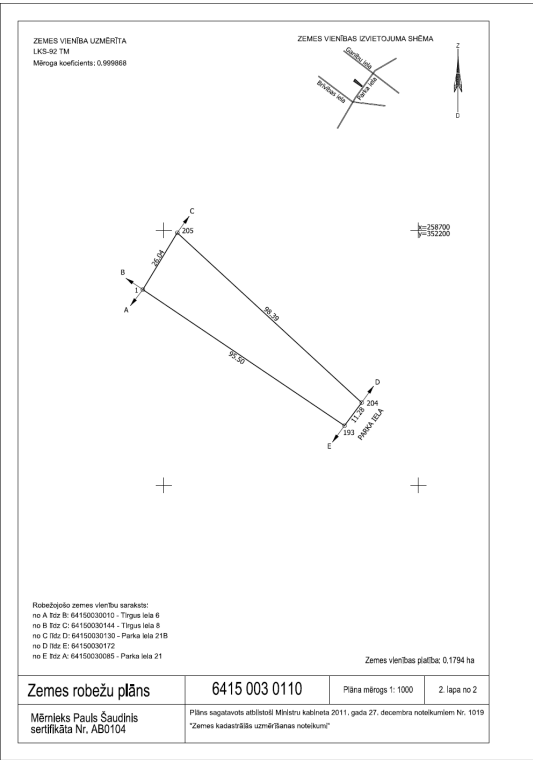 ZEMES VIENĪBA UZMĒRĪTA
LKS-92 TM
Mēroga koeficients: 0.999868
ZEMES VIENĪBAS IZVIETOJUMA SHĒMA
Ganību iela
Brīvības iela
Parka iela
Z
D
C
205
x=258700
y=352200
26.04
B
1
A
98.39
95.50
D
204
11.28
PARKA IELA
193
E
Robežojošo zemes vienību saraksts:
no A līdz B: 64150030010 - Tirgus iela 6
no B līdz C: 64150030144 - Tirgus iela 8
no C līdz D: 64150030130 - Parka iela 21B
no D līdz E: 64150030172
no E līdz A: 64150030085 - Parka iela 21
Zemes vienības platība: 0,1794 ha
Zemes robežu plāns
6415 003 0110
Plāna mērogs 1: 1000
2. lapa no 2
Mērnieks Pauls Šaudinis
sertifikāta Nr. AB0104
Plāns sagatavots atbilstoši Ministru kabineta 2011. gada 27. decembra noteikumiem Nr. 1019
"Zemes kadastrālās uzmērīšanas noteikumi"